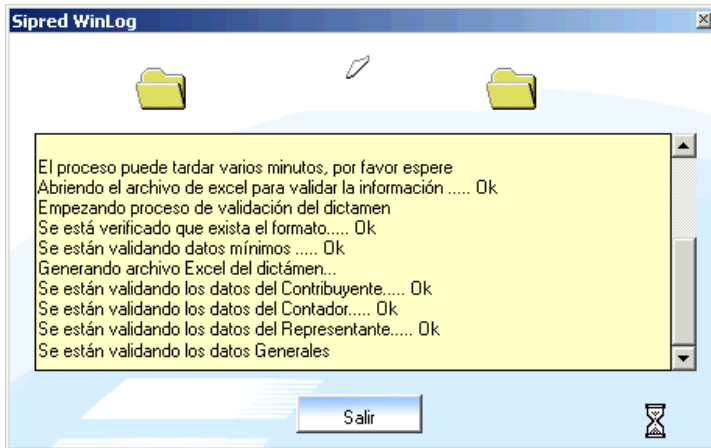 Sipred WinLog
El proceso puede tardar varios minutos, por favor espere
Abriendo el archivo de excel para validar la información ..... Ok
Empezando proceso de validación del dictamen
Se está verificado que exista el formato..... Ok
Se están validando datos mínimos ..... Ok
Generando archivo Excel del dictámen...
Se están validando los datos del Contribuyente..... Ok
Se están validando los datos del Contador..... Ok
Se están validando los datos del Representante..... Ok
Se están validando los datos Generales
Salir